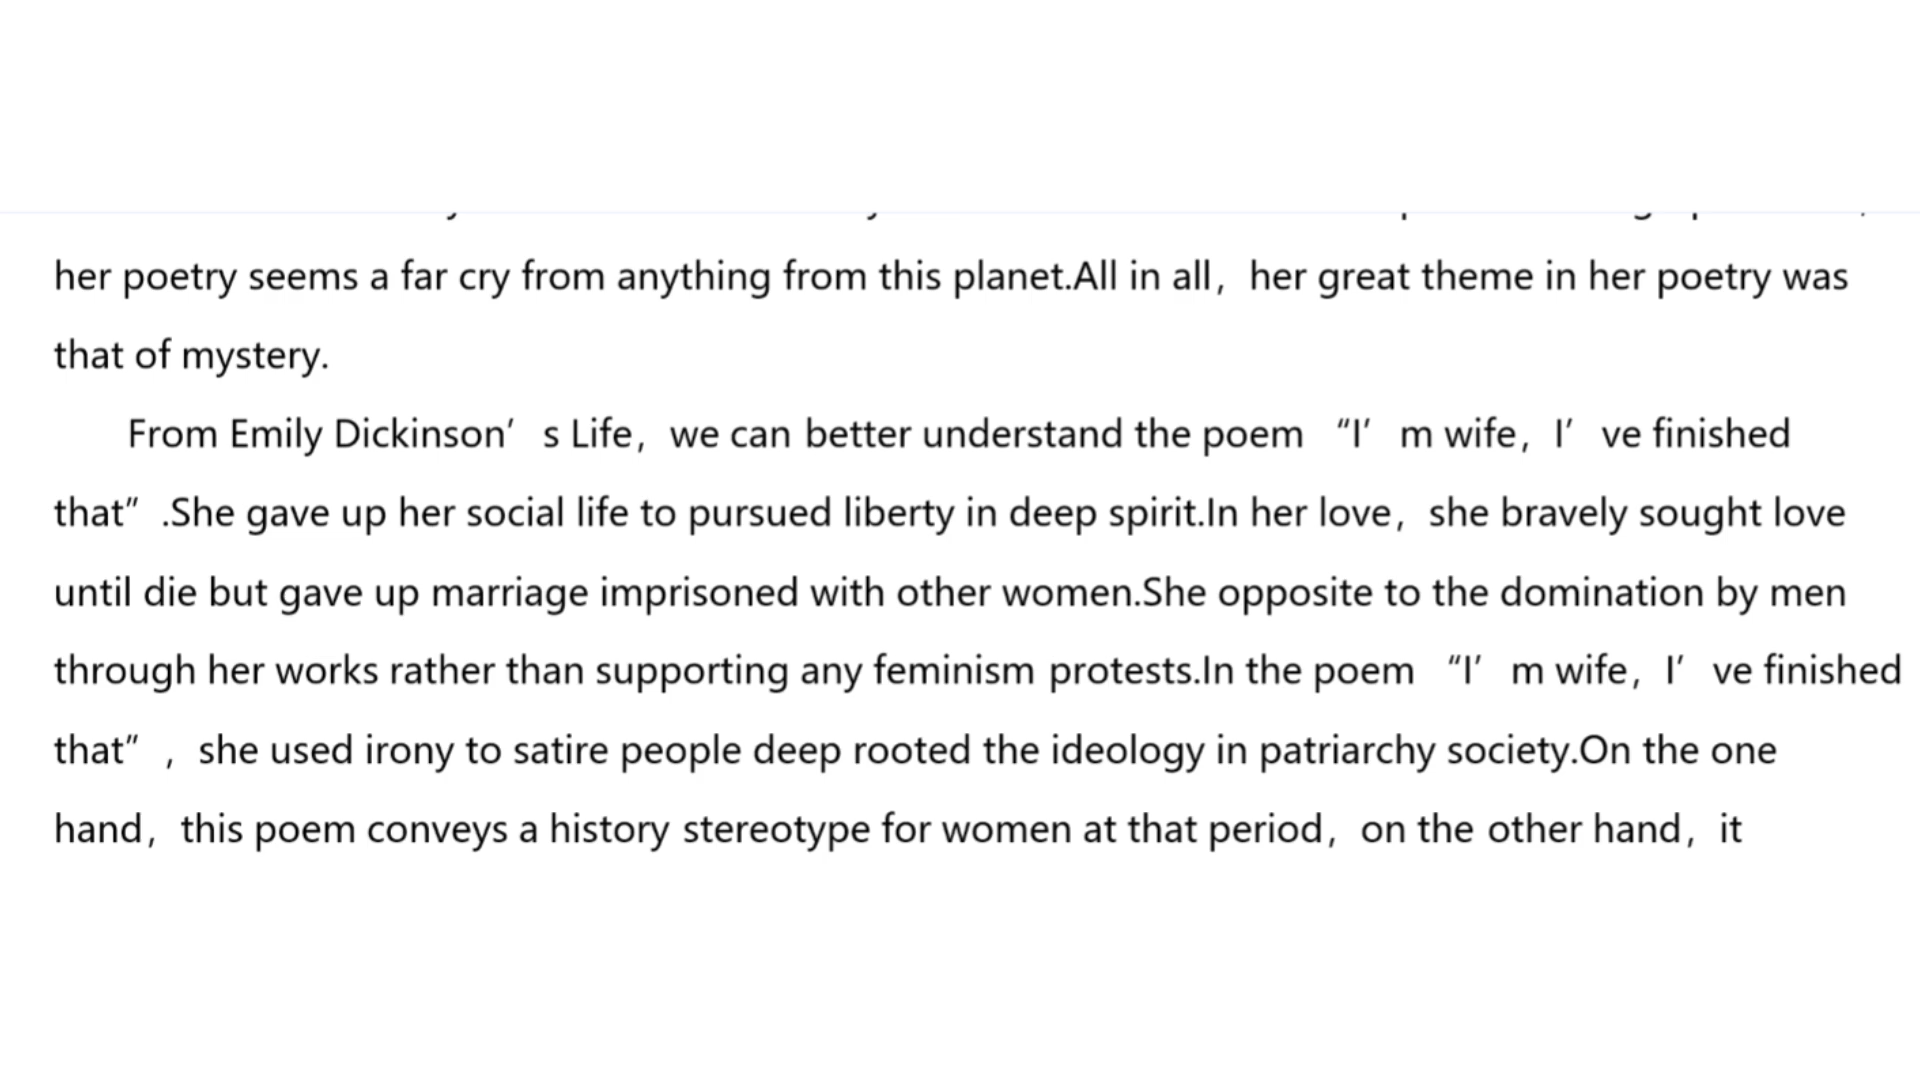 her poetry seems a far cry from anything from this planet.All in all，her great theme in her poetry was
that of mystery.
From Emily Dickinson’s Life，we can better understand the poem “I’m wife，I’ve finished
that”.She gave up her social life to pursued liberty in deep spirit.In her love，she bravely sought love
until die but gave up marriage imprisoned with other women.She opposite to the domination by men
through her works rather than supporting any feminism protests.In the poem “I’m wife，I’ve finished
that”，she used irony to satire people deep rooted the ideology in patriarchy society.On the one
hand，this poem conveys a history stereotype for women at that period，on the other hand，it